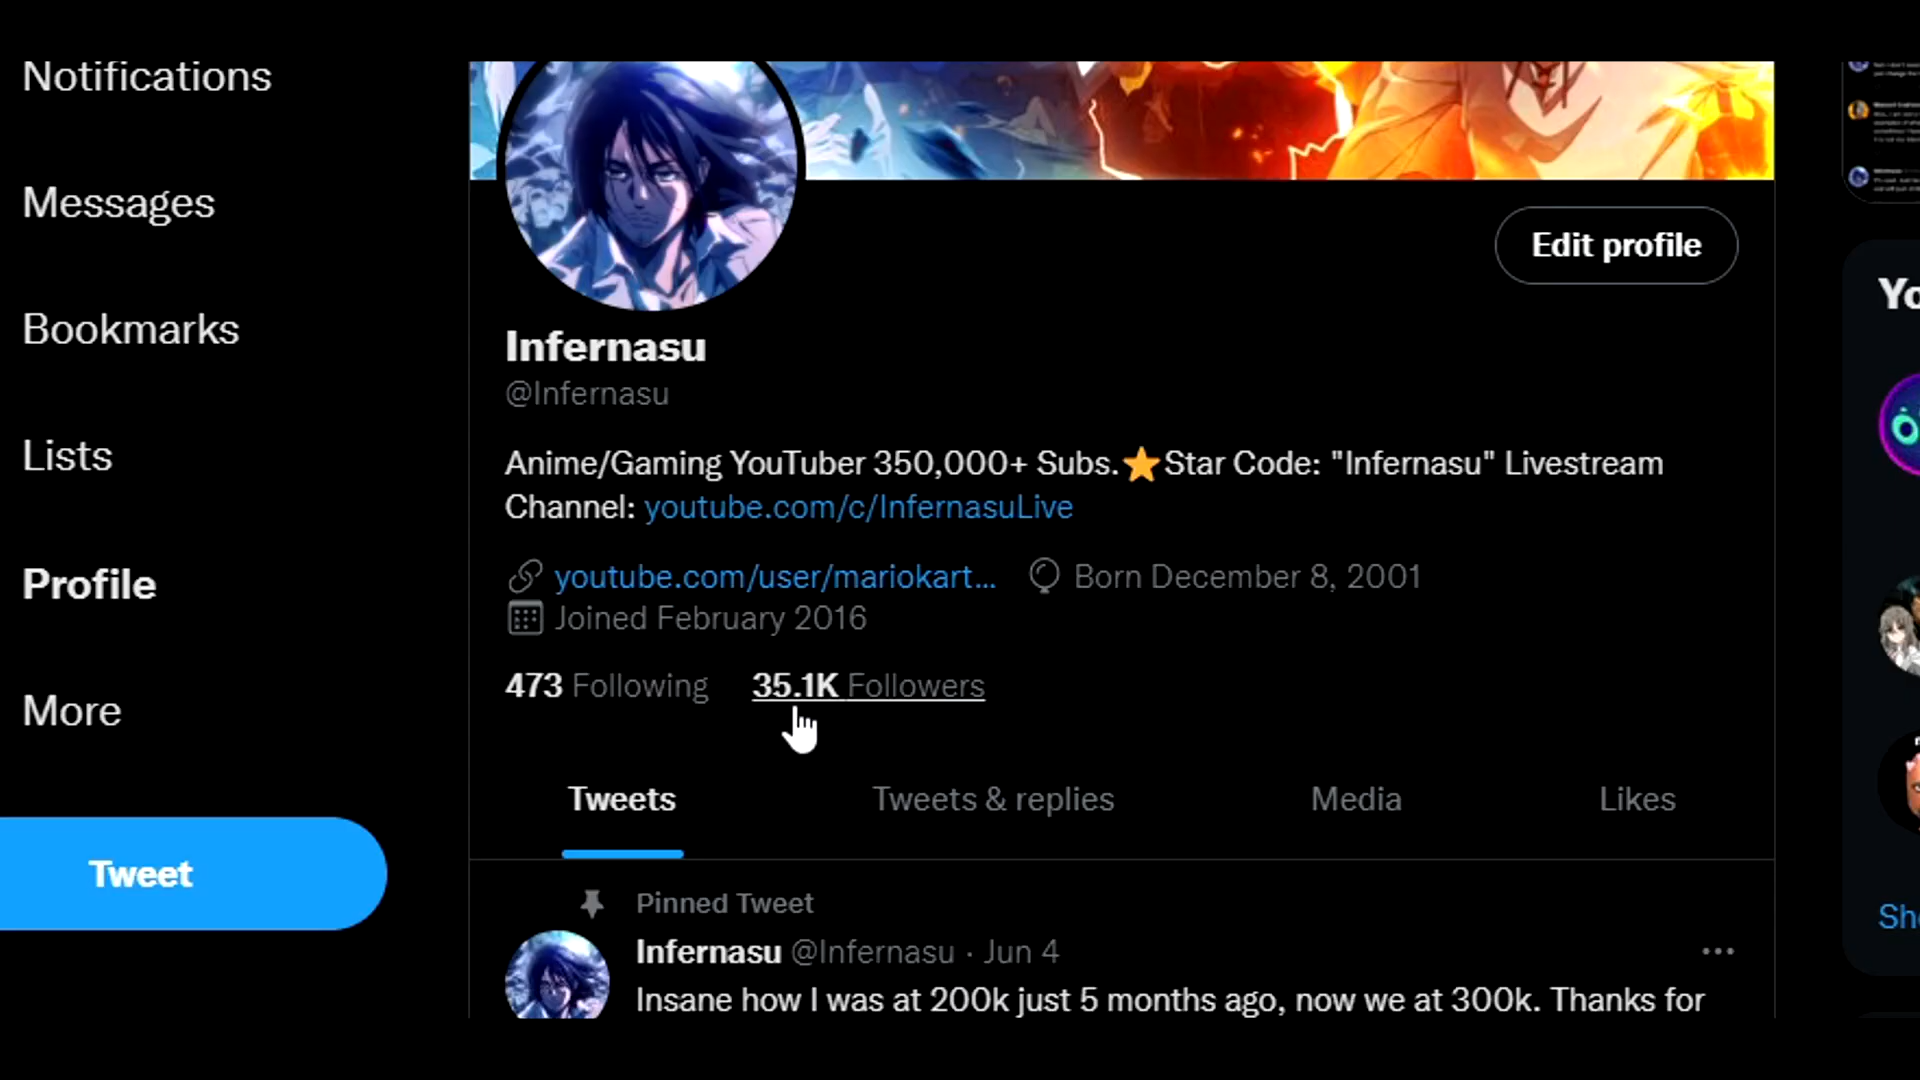 Notifications
Messages
Bookmarks
Lists
Profile
More
Tweet
Edit profile
Infernasu
@Infernasu
Anime/Gaming YouTuber 350,000+ Subs.⭐Star Code: "Infernasu" Livestream
Channel: youtube.com/c/InfernasuLive
youtube.com/user/mariokart... Born December 8, 2001
Joined February 2016
473 Following 35.1K Followers
Tweets Tweets & replies Media Likes
Pinned Tweet
Infernasu @Infernasu · Jun 4 ...
Insane how I was at 200k just 5 months ago, now we at 300k. Thanks for
Yo
Sh